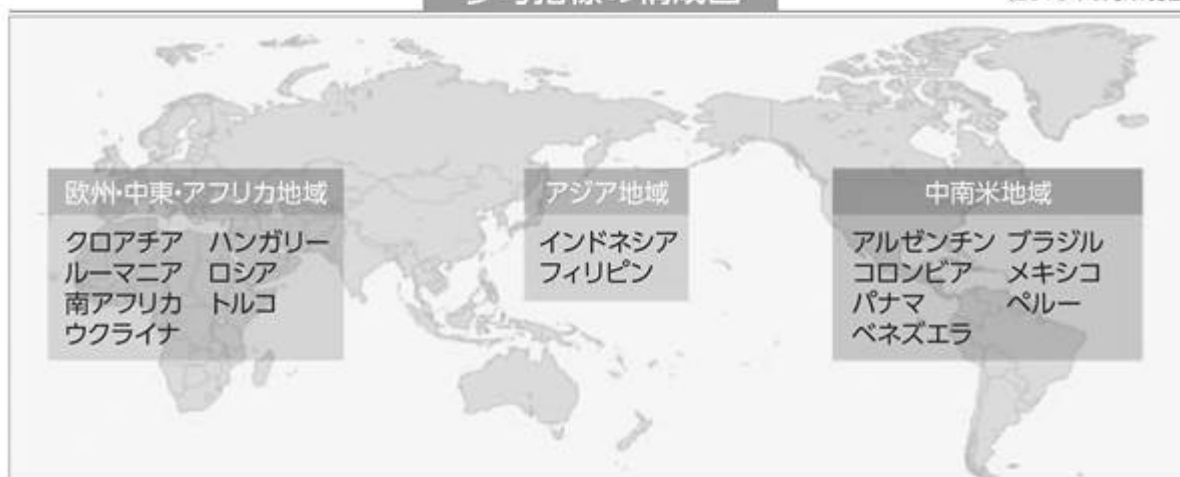 欧州・中東・アフリカ地域
クロアチア ハンガリー
ルーマニア ロシア
南アフリカ トルコ
ウクライナ
アジア地域
インドネシア
フィリピン
中南米地域
アルゼンチン ブラジル
コロンビア メキシコ
パナマ ペルー
ベネズエラ